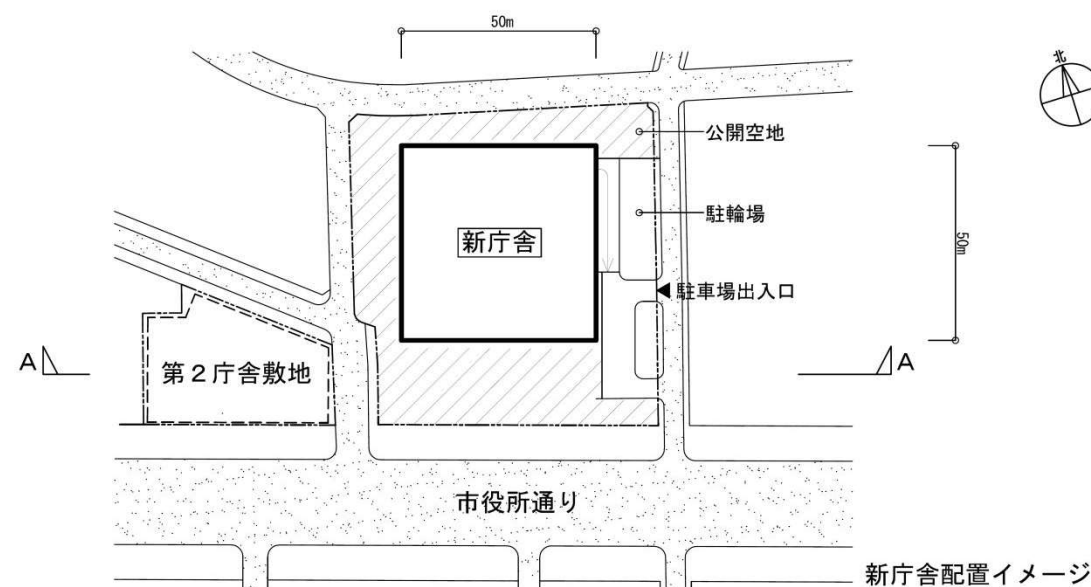 50m
北
公開空地
駐輪場
新庁舎
50m
駐車場出入口
A
第２庁舎敷地
A
市役所通り
新庁舎配置イメージ